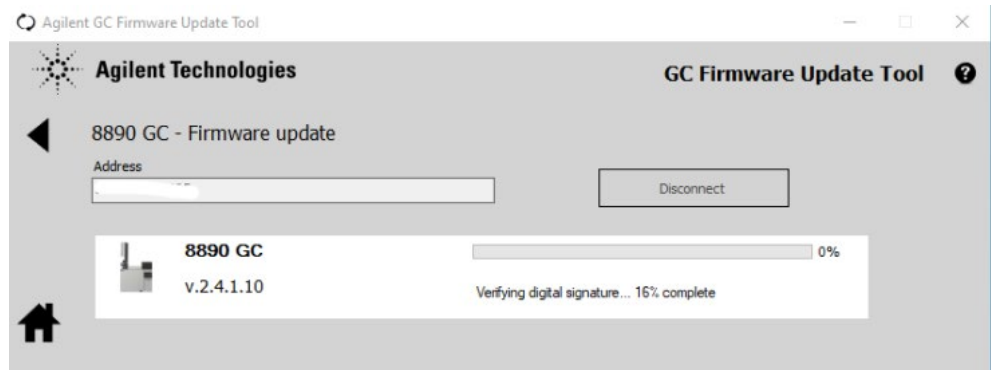 Agilent GC Firmware Update Tool
Agilent Technologies
GC Firmware Update Tool ?
8890 GC - Firmware update
Address
Disconnect
8890 GC
0%
v.2.4.1.10
Verifying digital signature... 16% complete